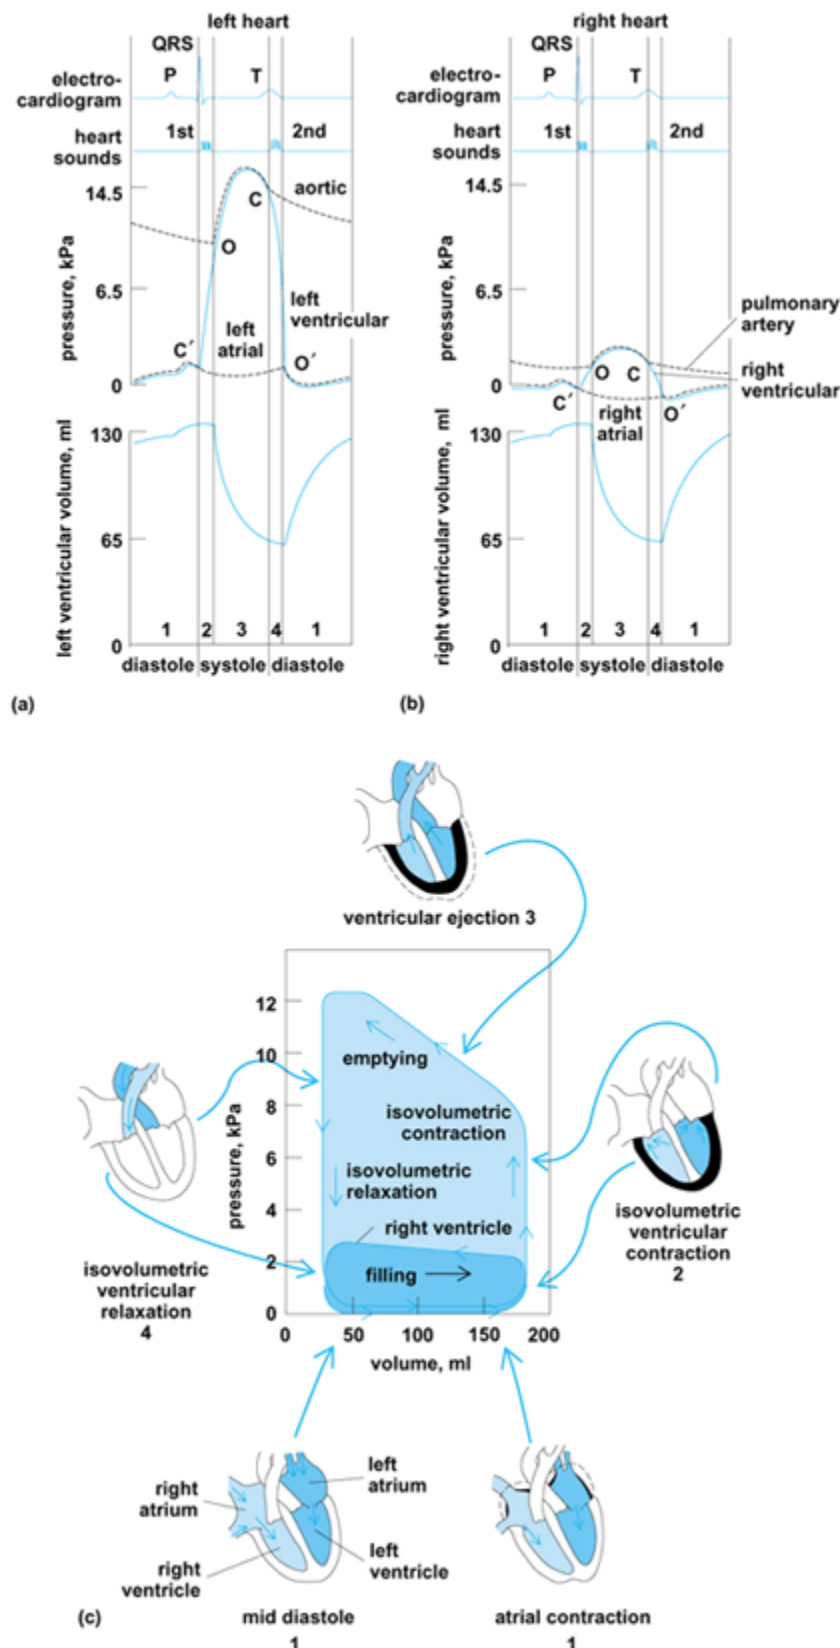 left heart
QRS
P
T
electro-
cardiogram
1st
2nd
heart
sounds
14.5
aortic
C
O
pressure, kPa
6.5
left
ventricular
left
atrial
C′
O′
0
130
left ventricular volume, ml
65
0
1
2
3
4
1
diastole
systole
diastole
(a)
right heart
QRS
P
T
electro-
cardiogram
1st
2nd
heart
sounds
14.5
pressure, kPa
6.5
pulmonary
artery
O
C
right
ventricular
0
C′
right
atrial
O′
130
right ventricular volume, ml
65
0
1
2
3
4
1
diastole
systole
diastole
(b)
ventricular ejection 3
12
10
8
6
4
2
0
pressure, kPa
emptying
isovolumetric
contraction
isovolumetric
relaxation
right ventricle
filling
0
50
100
150
200
volume, ml
isovolumetric
ventricular
relaxation
4
isovolumetric
ventricular
contraction
2
right
atrium
left
atrium
right
ventricle
left
ventricle
(c)
mid diastole
1
atrial contraction
1